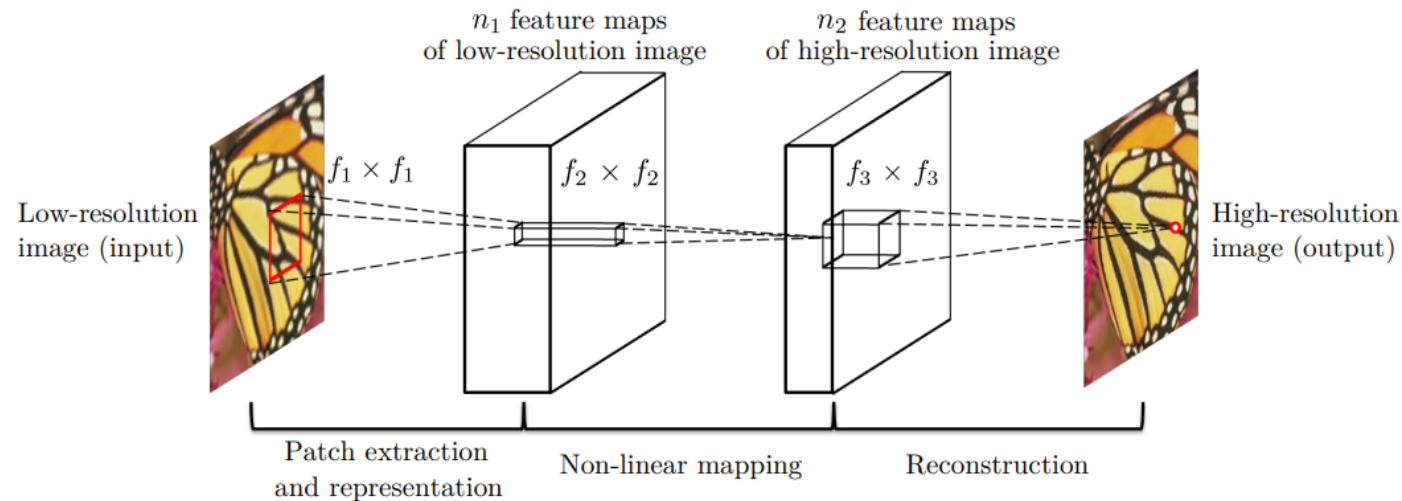 n₁ feature maps
of low-resolution image
n₂ feature maps
of high-resolution image
f₁ × f₁
f₂ × f₂
f₃ × f₃
Low-resolution
image (input)
High-resolution
image (output)
Patch extraction
and representation
Non-linear mapping
Reconstruction